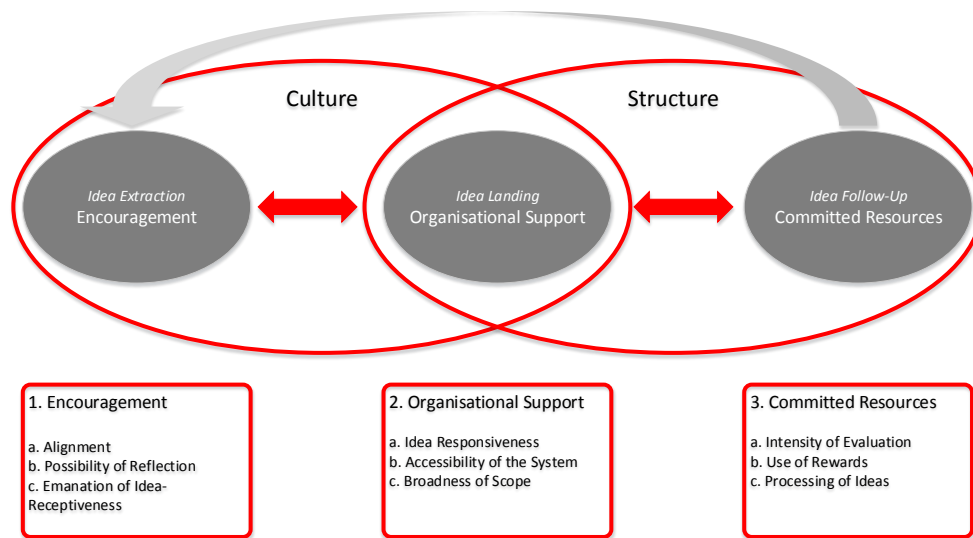 Culture
Structure
Idea Extraction
Encouragement
Idea Landing
Organisational Support
Idea Follow-Up
Committed Resources
1. Encouragement
a. Alignment
b. Possibility of Reflection
c. Emanation of Idea-
Receptiveness
2. Organisational Support
a. Idea Responsiveness
b. Accessibility of the System
c. Broadness of Scope
3. Committed Resources
a. Intensity of Evaluation
b. Use of Rewards
c. Processing of Ideas